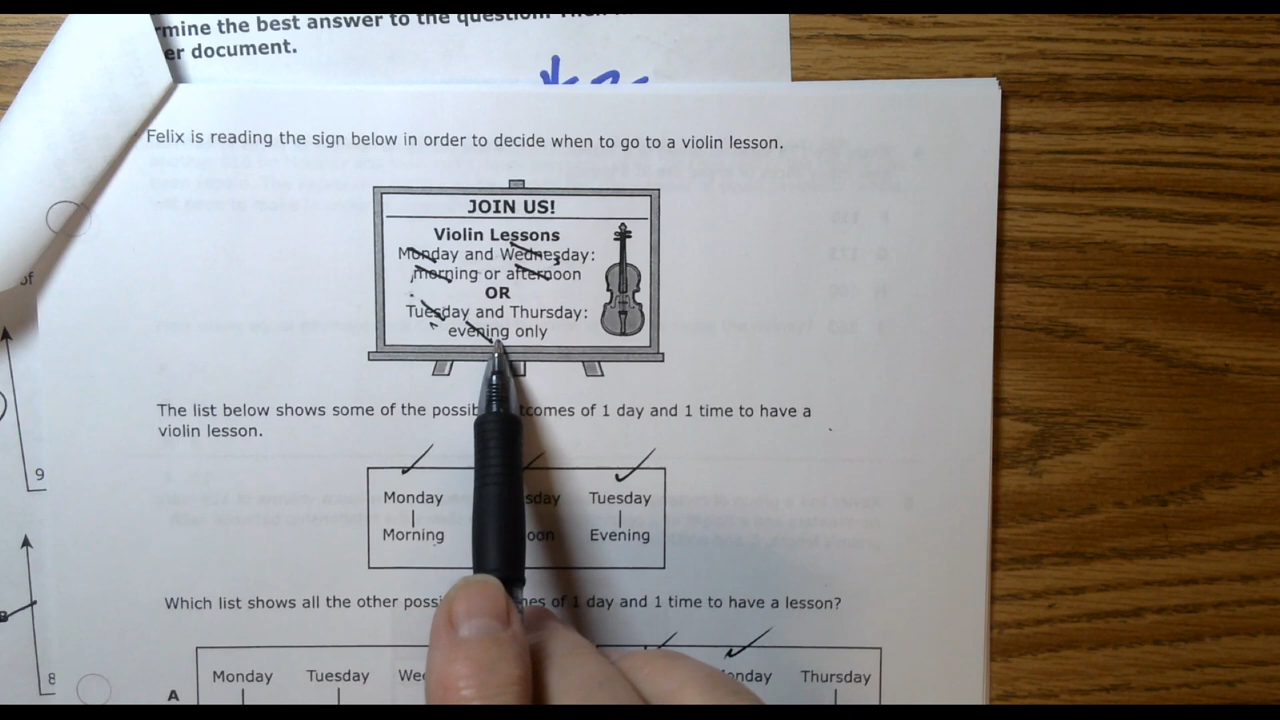 rmine the best answer to the question.
er document.
Felix is reading the sign below in order to decide when to go to a violin lesson.
JOIN US!
Violin Lessons
Monday and Wednesday:
morning or afternoon
OR
Tuesday and Thursday:
evening only
The list below shows some of the possib tcomes of 1 day and 1 time to have a
violin lesson.
Monday sday Tuesday
Morning oon Evening
Which list shows all the other possi nes of 1 day and 1 time to have a lesson?
A Monday Tuesday We onday Thursday
of
9
8